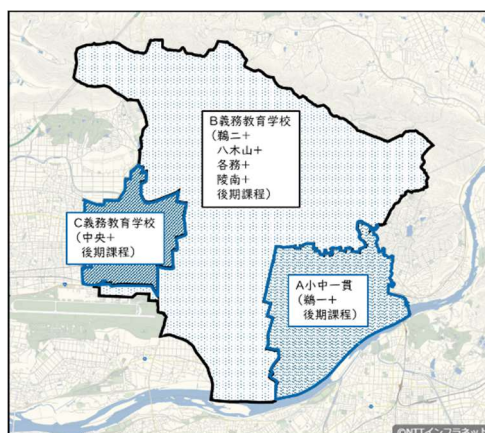 B義務教育学校
(鵜二+
八木山+
各務+
陵南+
後期課程)
C義務教育学校
(中央+
後期課程)
A小中一貫
(鵜一+
後期課程)
©NTTインフラネット